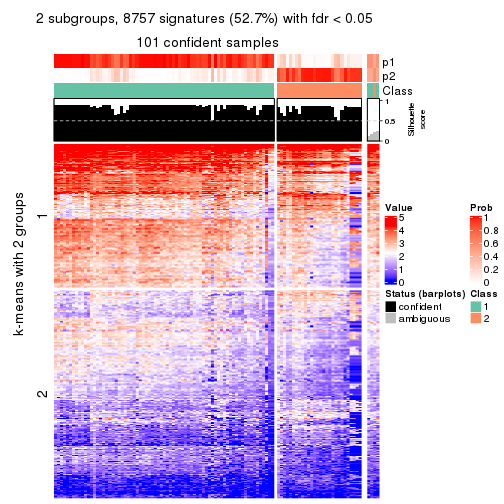 2 subgroups, 8757 signatures (52.7%) with fdr < 0.05
101 confident samples
p1
p2
Class
1
0.5
0
Silhouette
score
k-means with 2 groups
1
2
Value
5
4
3
2
1
0
Prob
1
0.8
0.6
0.4
0.2
0
Status (barplots)
confident
ambiguous
Class
1
2